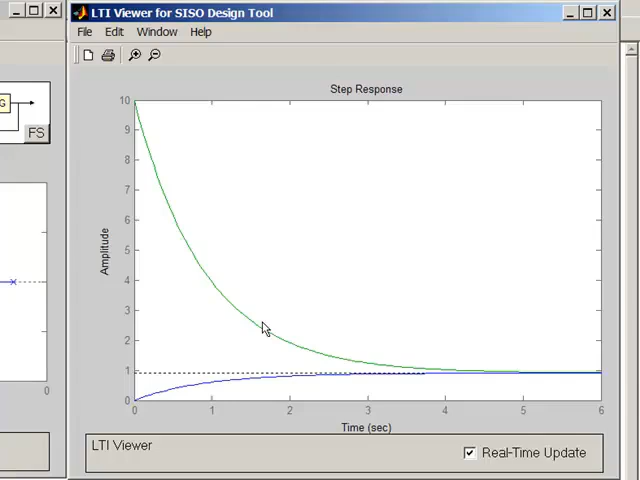 LTI Viewer for SISO Design Tool
File Edit Window Help
G
FS
0
Step Response
Amplitude
10
9
8
7
6
5
4
3
2
1
0
0 1 2 3 4 5 6
Time (sec)
LTI Viewer
Real-Time Update